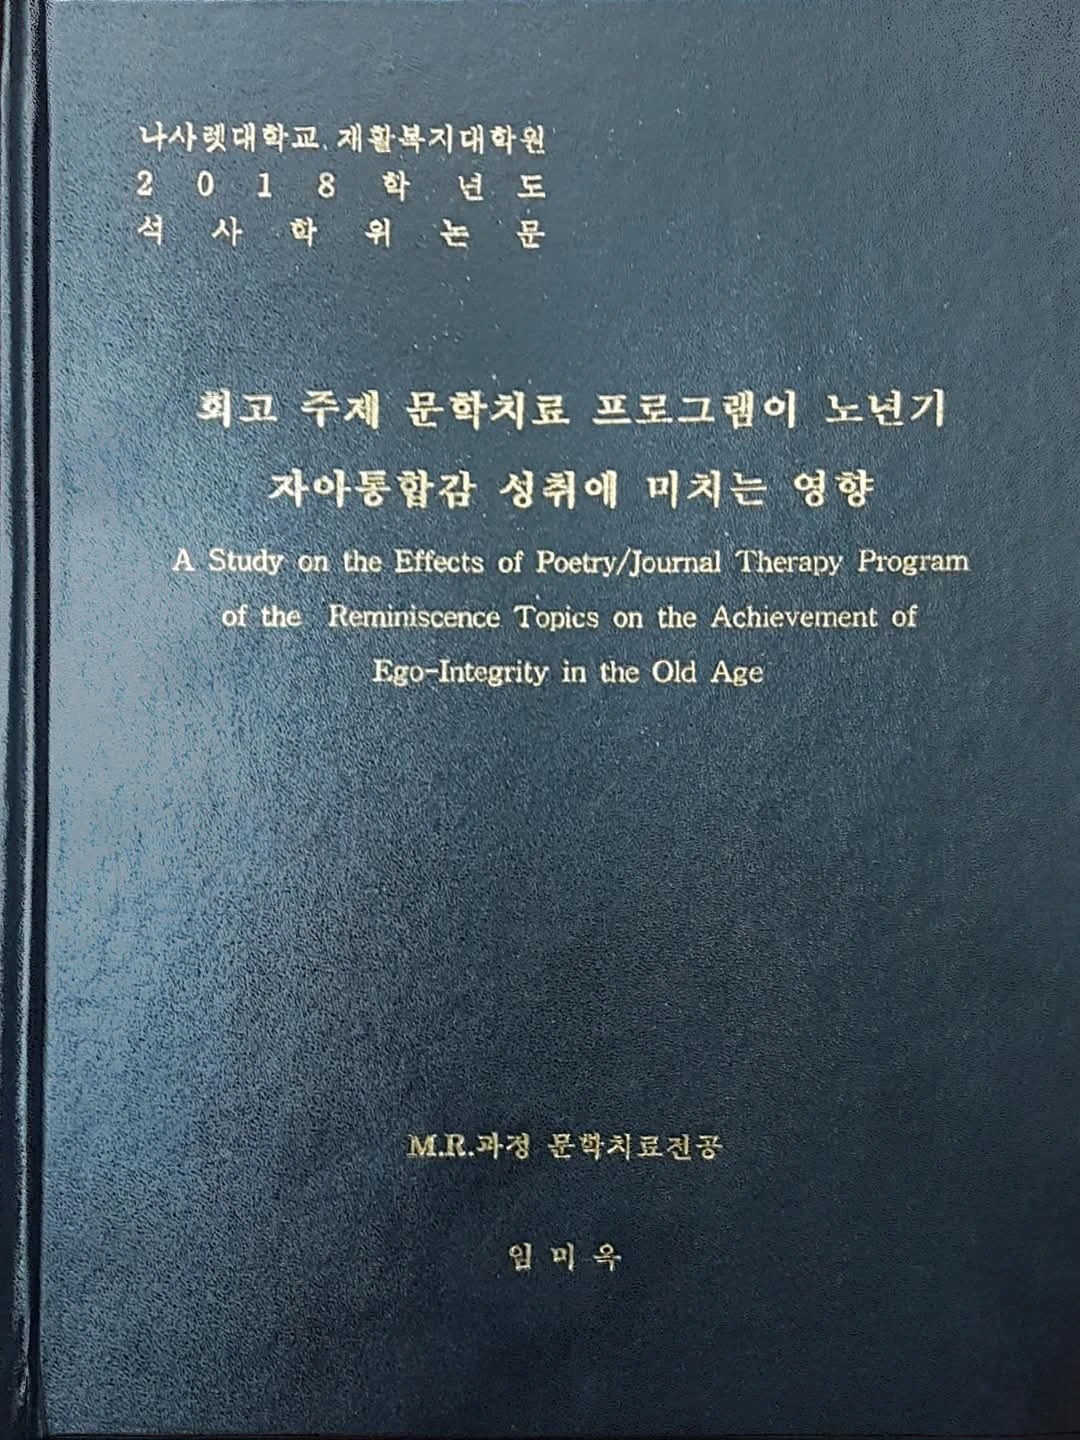 나사렛대학교 재활복지대학원
2 0 1 8 학 년 도
석 사 학 위 논 문
회고 주제 문학치료 프로그램이 노년기
자아통합감 성취에 미치는 영향
A Study on the Effects of Poetry/Journal Therapy Program
of the Reminiscence Topics on the Achievement of
Ego-Integrity in the Old Age
M.R.과정 문학치료전공
임 미 옥